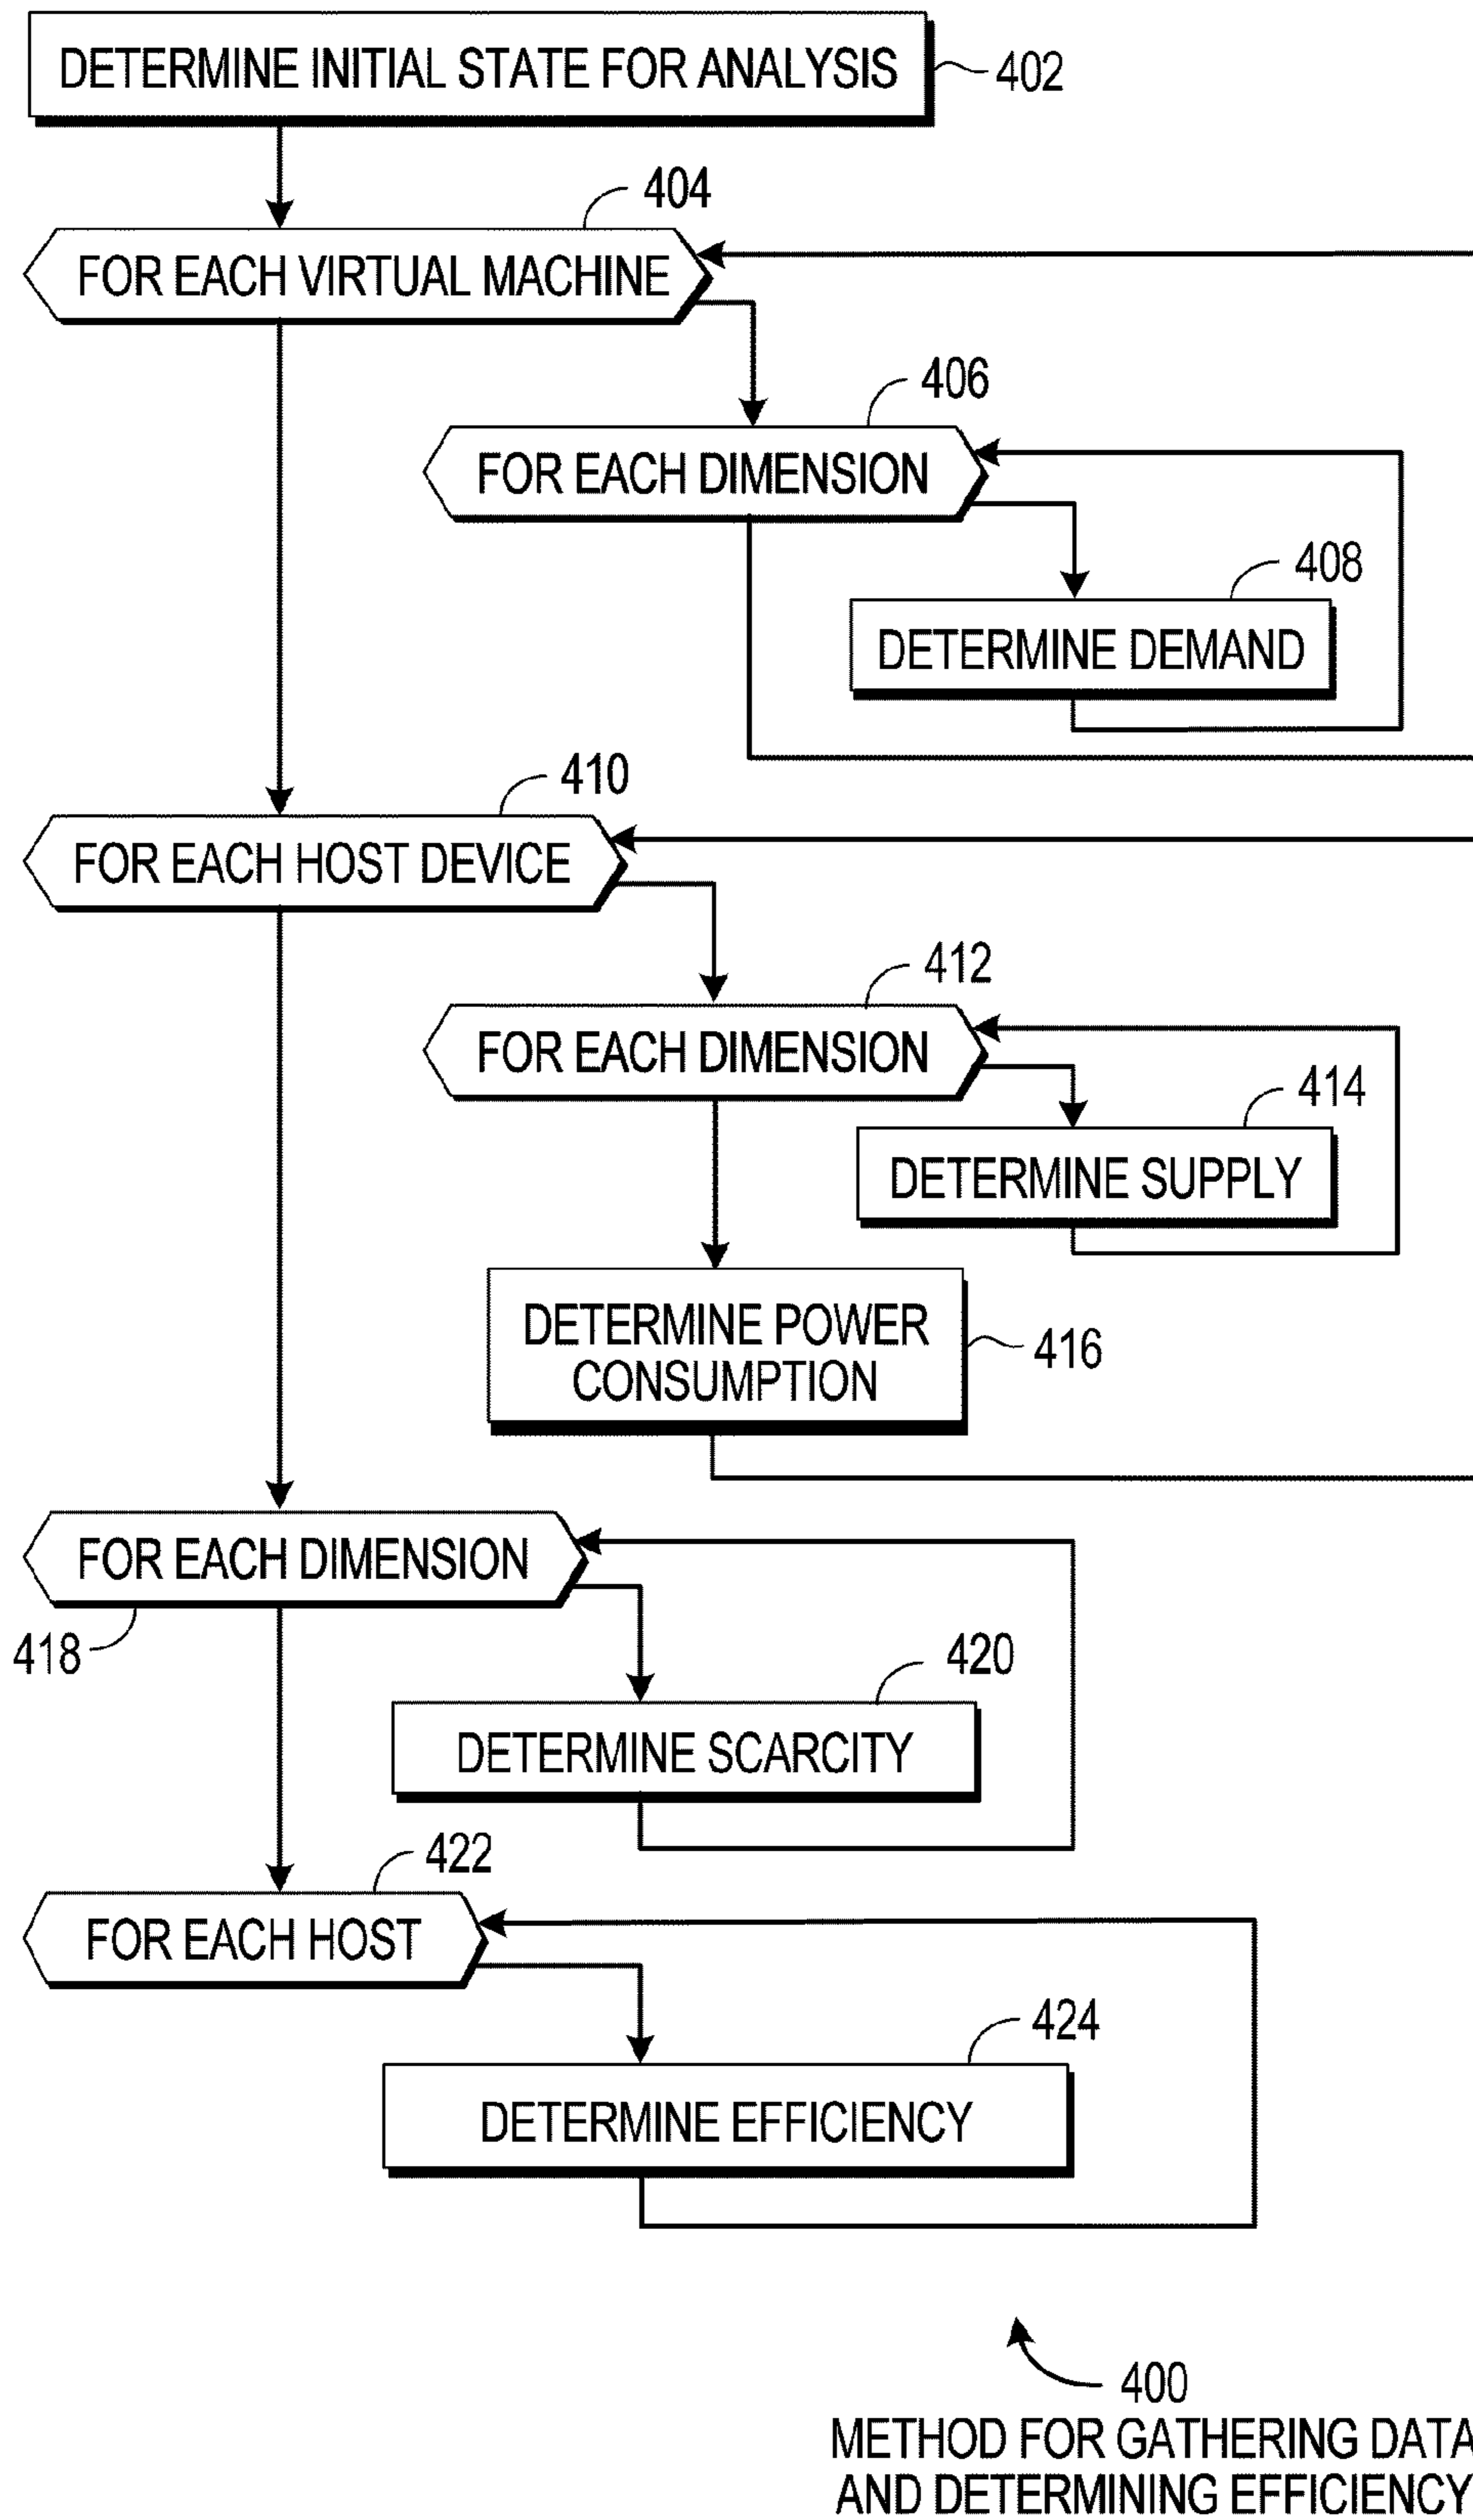 DETERMINE INITIAL STATE FOR ANALYSIS
402
404
FOR EACH VIRTUAL MACHINE
406
FOR EACH DIMENSION
408
DETERMINE DEMAND
410
FOR EACH HOST DEVICE
412
FOR EACH DIMENSION
414
DETERMINE SUPPLY
DETERMINE POWER
CONSUMPTION
416
FOR EACH DIMENSION
418
420
DETERMINE SCARCITY
422
FOR EACH HOST
424
DETERMINE EFFICIENCY
400
METHOD FOR GATHERING DATA
AND DETERMINING EFFICIENCY